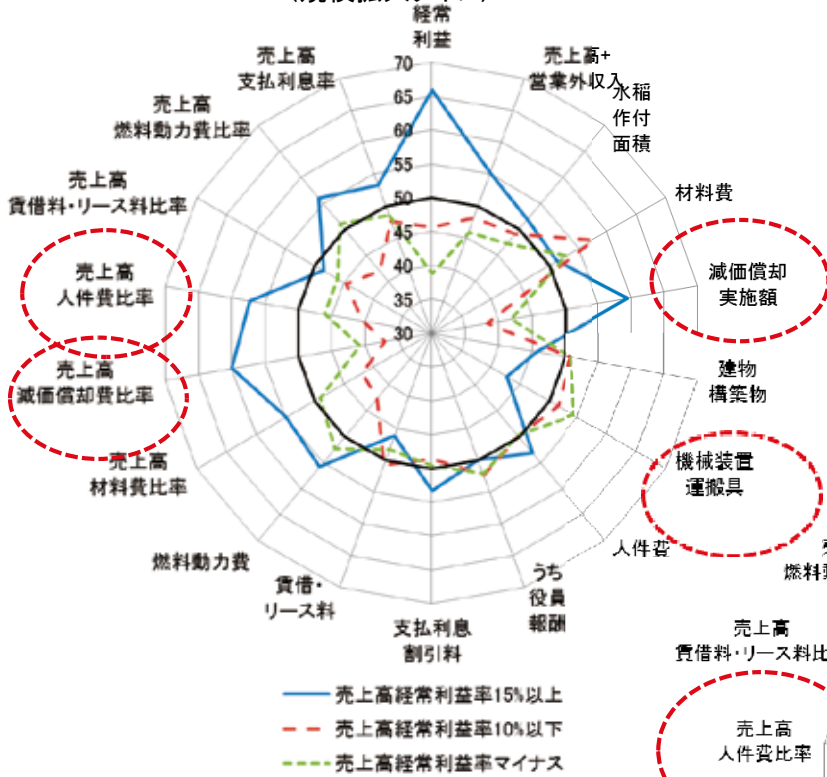 経常
利益
売上高+
営業外収入
水稲
作付
面積
材料費
減価償却
実施額
建物
構築物
機械装置
運搬具
人件費
うち
役員
報酬
支払利息
割引料
賃借・
リース料
燃料動力費
売上高
材料費比率
売上高
減価償却費比率
売上高
人件費比率
売上高
賃借料・リース料比率
売上高
燃料動力費比率
売上高
支払利息率
70
65
60
55
50
45
40
35
30
売上高経常利益率15%以上
売上高経常利益率10%以下
売上高経常利益率マイナス
燃料
売上高
賃借料・リース料比
売上高
人件費比率